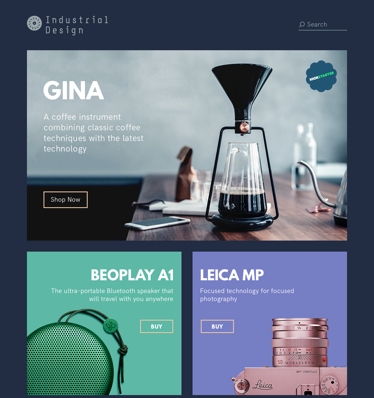 Industrial
Design
Search
GINA
A coffee instrument
combining classic coffee
techniques with the latest
technology
KICKSTARTER
Shop Now
BEOPLAY A1
The ultra-portable Bluetooth speaker that
will travel with you anywhere
BUY
LEICA MP
Focused technology for focused
photography
BUY
Leica